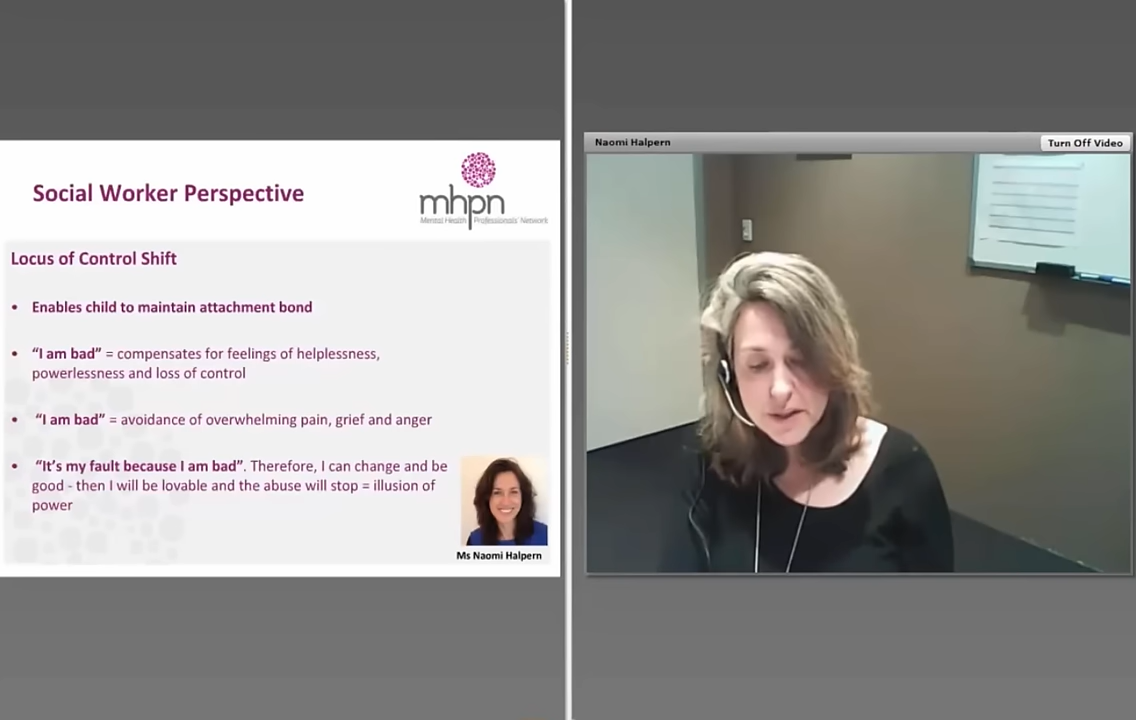 Social Worker Perspective
mhpn
Mental Health Professionals' Network
Locus of Control Shift
• Enables child to maintain attachment bond
• “I am bad” = compensates for feelings of helplessness,
powerlessness and loss of control
• “I am bad” = avoidance of overwhelming pain, grief and anger
• “It’s my fault because I am bad”. Therefore, I can change and be
good - then I will be lovable and the abuse will stop = illusion of
power
Ms Naomi Halpern
Naomi Halpern
Turn Off Video